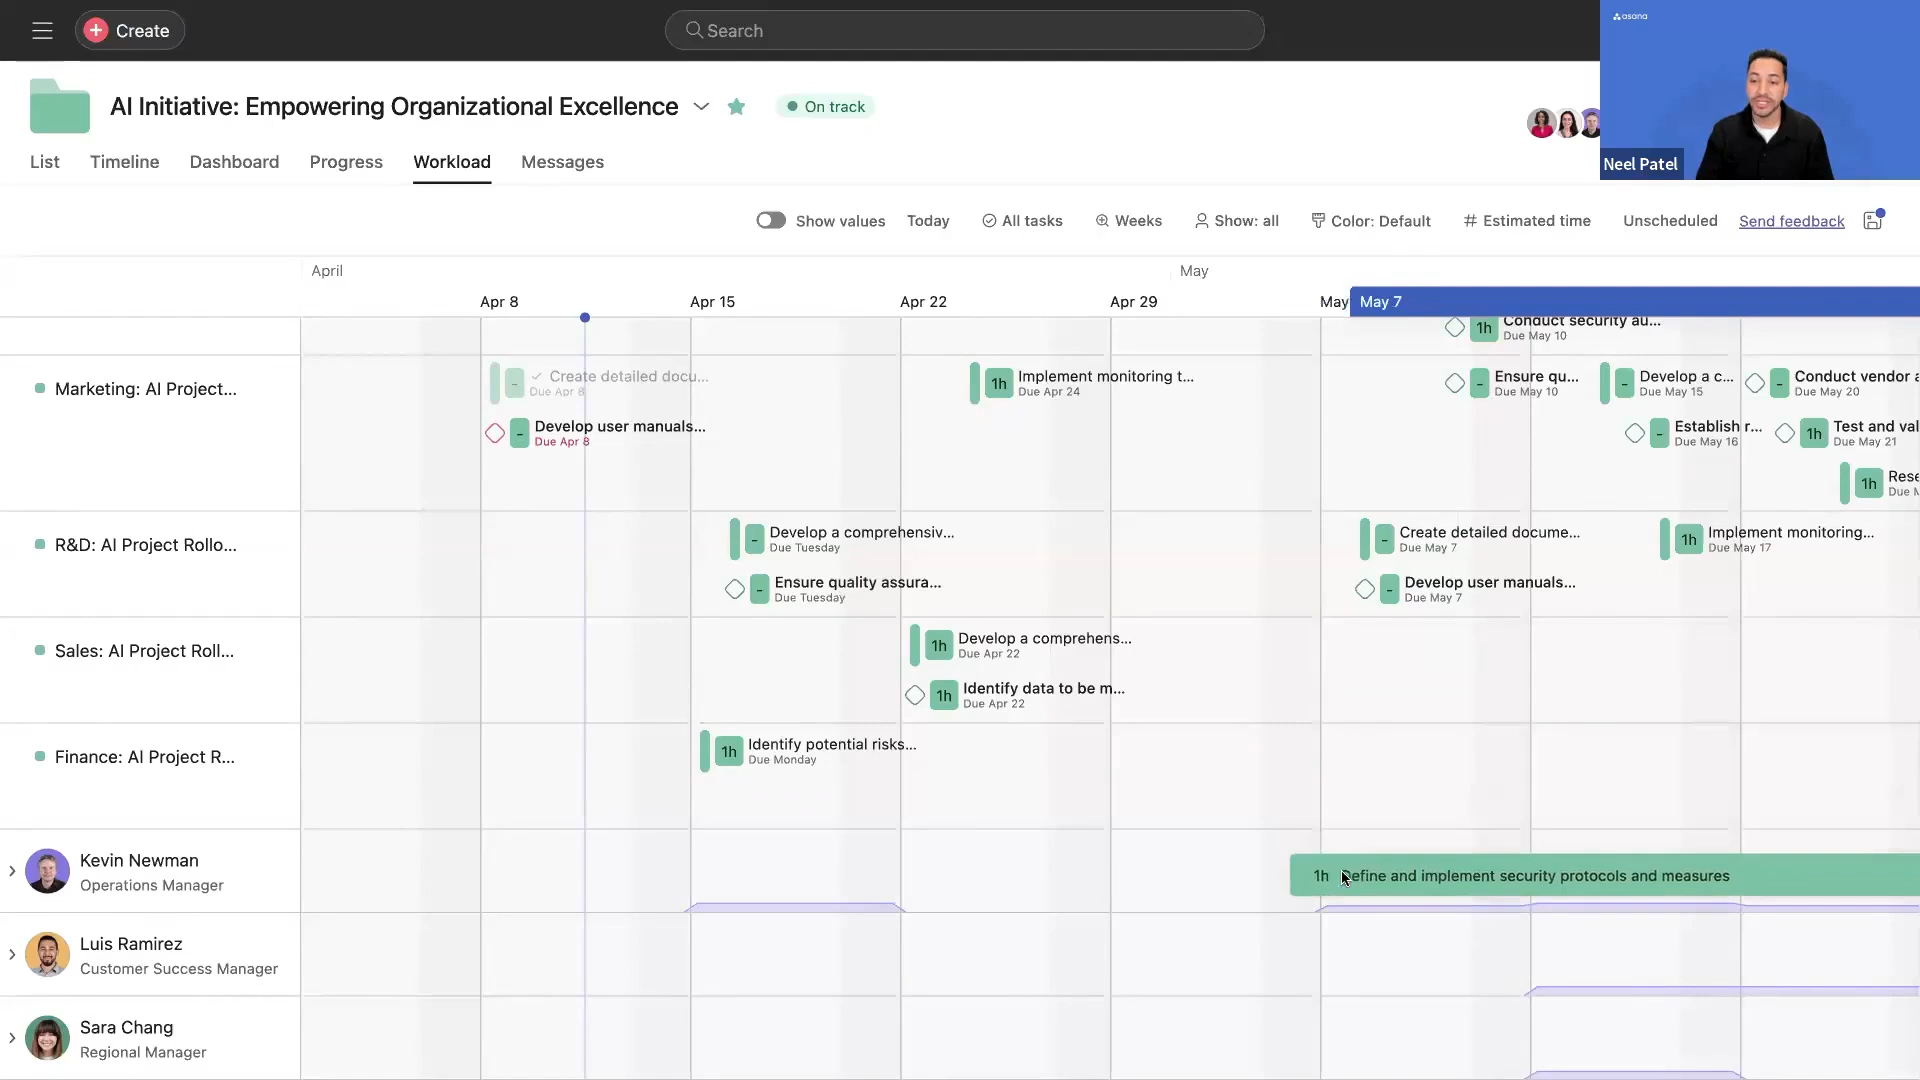 Create
Search
asana
Neel Patel
AI Initiative: Empowering Organizational Excellence
On track
List
Timeline
Dashboard
Progress
Workload
Messages
Show values
Today
All tasks
Weeks
Show: all
Color: Default
# Estimated time
Unscheduled
Send feedback
April
May
Apr 8
Apr 15
Apr 22
Apr 29
May
May 7
1h Conduct security au...
Due May 10
Marketing: AI Project...
- ✓ Create detailed docu...
Due Apr 8
1h Implement monitoring t...
Due Apr 24
- Ensure qu...
Due May 10
- Develop a c...
Due May 15
- Conduct vendor
Due May 20
- Develop user manuals...
Due Apr 8
- Establish r...
Due May 16
1h Test and val
Due May 21
1h Rese
Due
R&D: AI Project Rollo...
- Develop a comprehensiv...
Due Tuesday
- Create detailed docume...
Due May 7
1h Implement monitoring...
Due May 17
- Ensure quality assura...
Due Tuesday
- Develop user manuals...
Due May 7
Sales: AI Project Roll...
1h Develop a comprehens...
Due Apr 22
1h Identify data to be m...
Due Apr 22
Finance: AI Project R...
1h Identify potential risks...
Due Monday
Kevin Newman
Operations Manager
1h efine and implement security protocols and measures
Luis Ramirez
Customer Success Manager
Sara Chang
Regional Manager